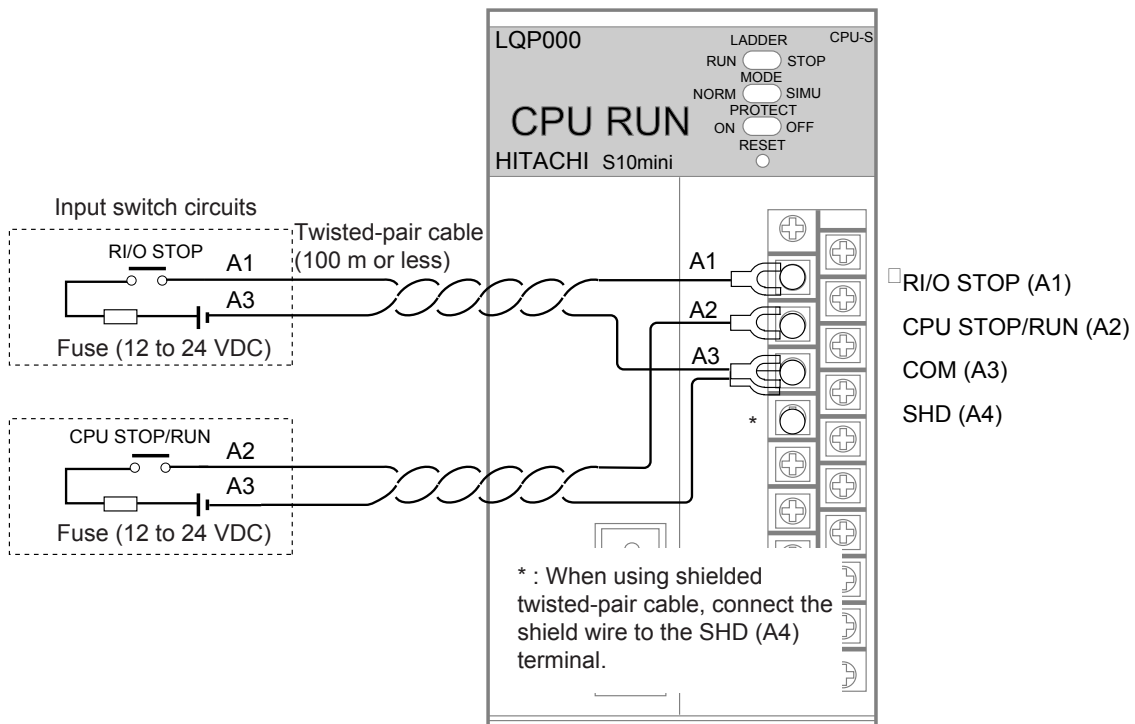 LQP000
LADDER
CPU-S
RUN STOP
MODE
NORM SIMU
PROTECT
CPU RUN
ON OFF
RESET
HITACHI S10mini
Input switch circuits
RI/O STOP
A1
A3
Fuse (12 to 24 VDC)
Twisted-pair cable
(100 m or less)
A1
A2
A3
*
RI/O STOP (A1)
CPU STOP/RUN (A2)
COM (A3)
SHD (A4)
CPU STOP/RUN
A2
A3
Fuse (12 to 24 VDC)
* : When using shielded
twisted-pair cable, connect the
shield wire to the SHD (A4)
terminal.